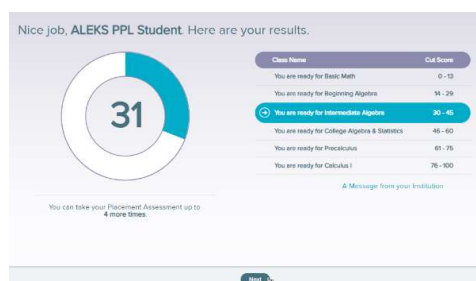 Nice job, ALEKS PPL Student. Here are your results.
31
You can take your Placement Assessment up to
4 more times.
Class Name Cut Score
You are ready for Basic Math 0 - 13
You are ready for Beginning Algebra 14 - 29
You are ready for Intermediate Algebra 30 - 45
You are ready for College Algebra & Statistics 46 - 60
You are ready for Precalculus 61 - 75
You are ready for Calculus I 76 - 100
A Message from your Institution
Next